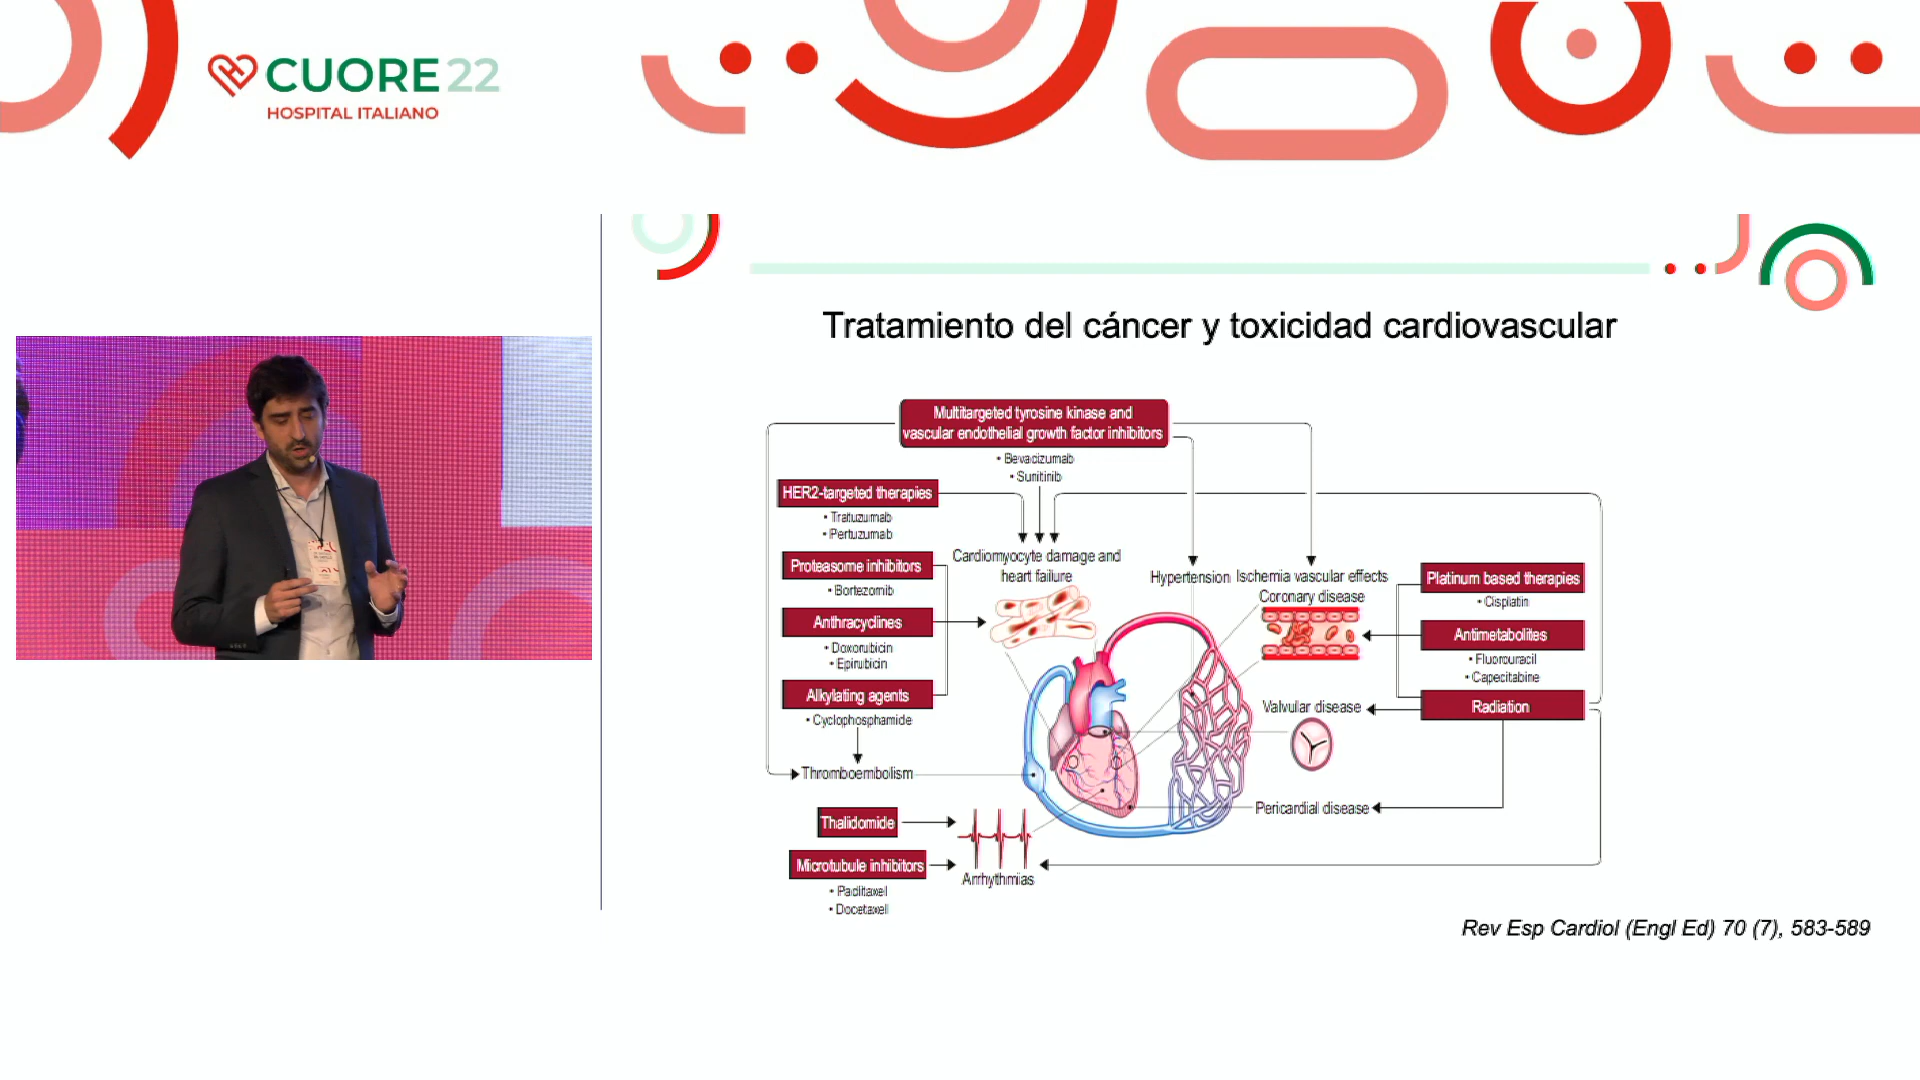 CUORE 22
HOSPITAL ITALIANO
Tratamiento del cáncer y toxicidad cardiovascular
Multitargeted tyrosine kinase and
vascular endothelial growth factor inhibitors
• Bevacizumab
• Sunitinib
HER2-targeted therapies
• Tratuzumab
• Pertuzumab
Proteasome inhibitors
• Bortezomib
Anthracyclines
• Doxorubicin
• Epirubicin
Alkylating agents
• Cyclophosphamide
Thromboembolism
Thalidomide
Microtubule inhibitors
• Paclitaxel
• Docetaxell
Cardiomyocyte damage and
heart failure
Hypertension
Ischemia vascular effects
Coronary disease
Valvular disease
Pericardial disease
Arrhythmias
Platinum based therapies
• Cisplatin
Antimetabolites
• Fluorouracil
• Capecitabine
Radiation
Rev Esp Cardiol (Engl Ed) 70 (7), 583-589